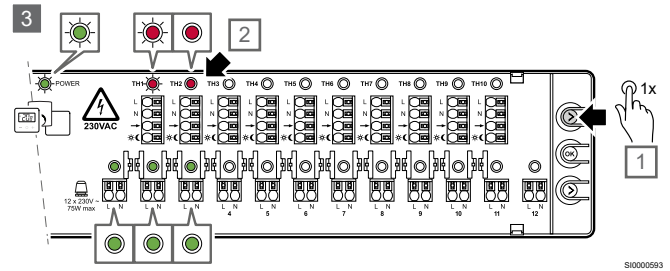 3
2
POWER
TH1 TH2 TH3 TH4 TH5 TH6 TH7 TH8 TH9 TH10
1x
L L L L L L L L L L
N N N N N N N N N N
230VAC
OK
1
12 x 230V ~
75W max
L N L N L N L N L N L N L N L N L N L N L N L N
4 5 6 7 8 9 10 11 12
SI0000593